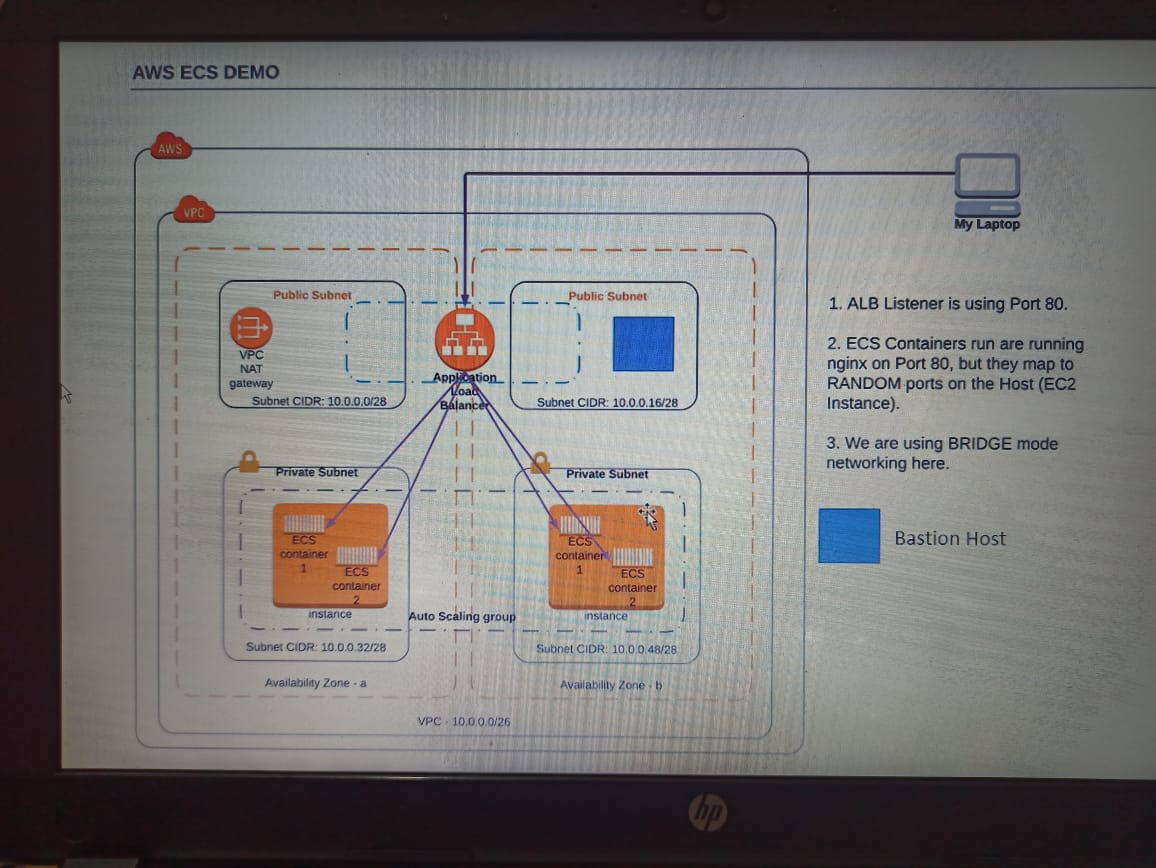 AWS ECS DEMO
AWS
VPC
My Laptop
Public Subnet
VPC
NAT
gateway
Subnet CIDR: 10.0.0.0/28
Application
Load
Balancer
Public Subnet
Subnet CIDR: 10.0.0.16/28
Private Subnet
ECS
container
1
ECS
container
2
instance
Subnet CIDR: 10.0.0.32/28
Availability Zone - a
Auto Scaling group
Private Subnet
ECS
container
1
ECS
container
2
instance
Subnet CIDR: 10.0.0.48/28
Availability Zone - b
VPC - 10.0.0.0/26
1. ALB Listener is using Port 80.
2. ECS Containers run are running
nginx on Port 80, but they map to
RANDOM ports on the Host (EC2
Instance).
3. We are using BRIDGE mode
networking here.
Bastion Host
hp